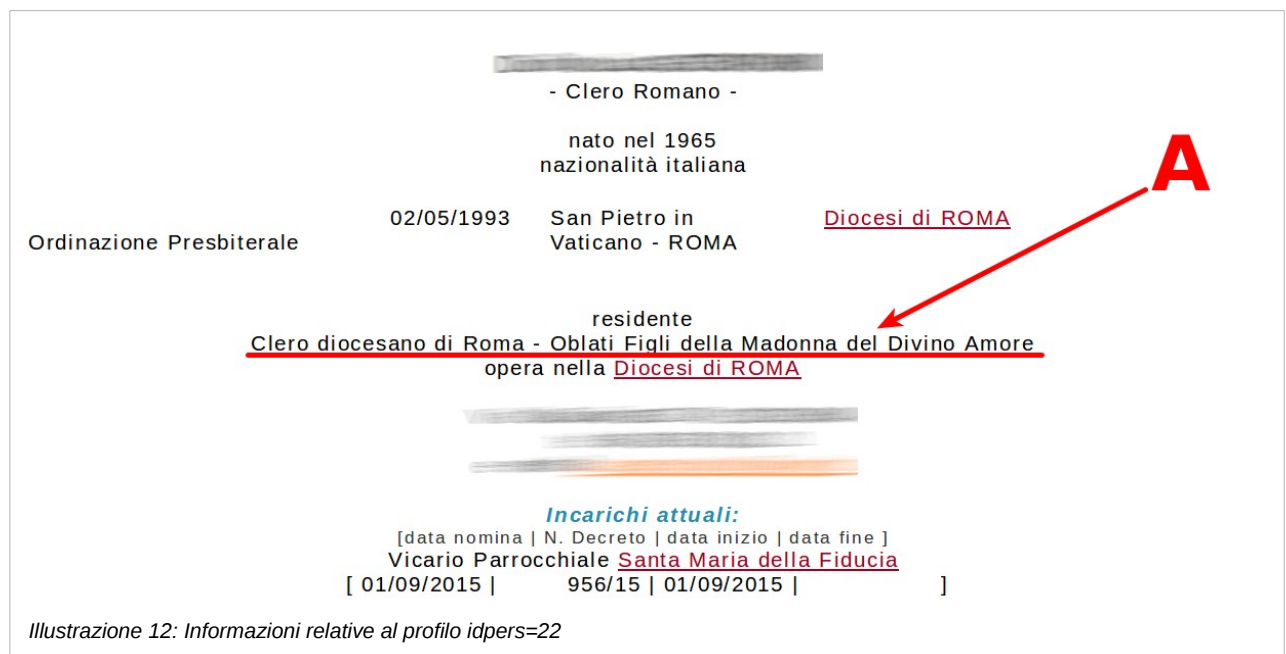 - Clero Romano -
nato nel 1965
nazionalità italiana
A
02/05/1993 San Pietro in Diocesi di ROMA
Ordinazione Presbiterale Vaticano - ROMA
residente
Clero diocesano di Roma - Oblati Figli della Madonna del Divino Amore
opera nella Diocesi di ROMA
Incarichi attuali:
[data nomina | N. Decreto | data inizio | data fine ]
Vicario Parrocchiale Santa Maria della Fiducia
[ 01/09/2015 | 956/15 | 01/09/2015 | ]
Illustrazione 12: Informazioni relative al profilo idpers=22